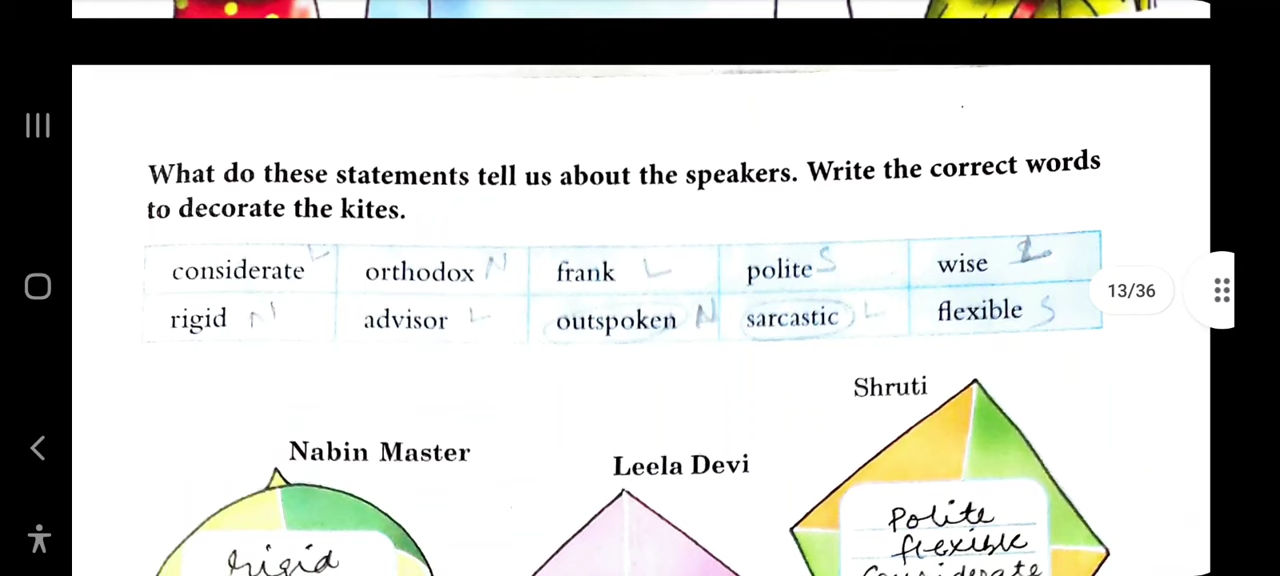 What do these statements tell us about the speakers. Write the correct words
to decorate the kites.
considerate L orthodox N frank L polite S wise L
rigid N advisor L outspoken N sarcastic L flexible S
13/36
Shruti
Nabin Master
Leela Devi
Polite
flexible
rigid
Considerate